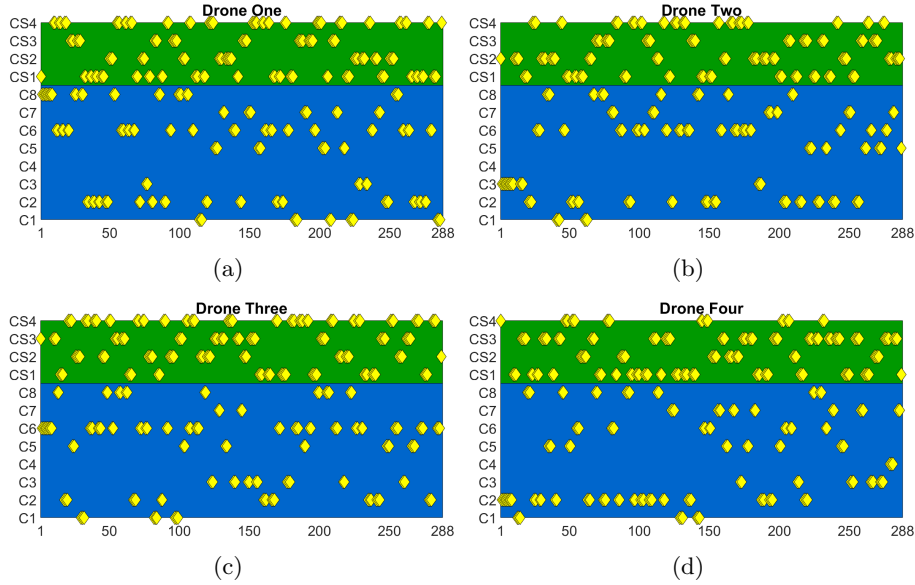 Drone One
CS4
CS3
CS2
CS1
C8
C7
C6
C5
C4
C3
C2
C1
1 50 100 150 200 250 288
(a)
Drone Two
CS4
CS3
CS2
CS1
C8
C7
C6
C5
C4
C3
C2
C1
1 50 100 150 200 250 288
(b)
Drone Three
CS4
CS3
CS2
CS1
C8
C7
C6
C5
C4
C3
C2
C1
1 50 100 150 200 250 288
(c)
Drone Four
CS4
CS3
CS2
CS1
C8
C7
C6
C5
C4
C3
C2
C1
1 50 100 150 200 250 288
(d)